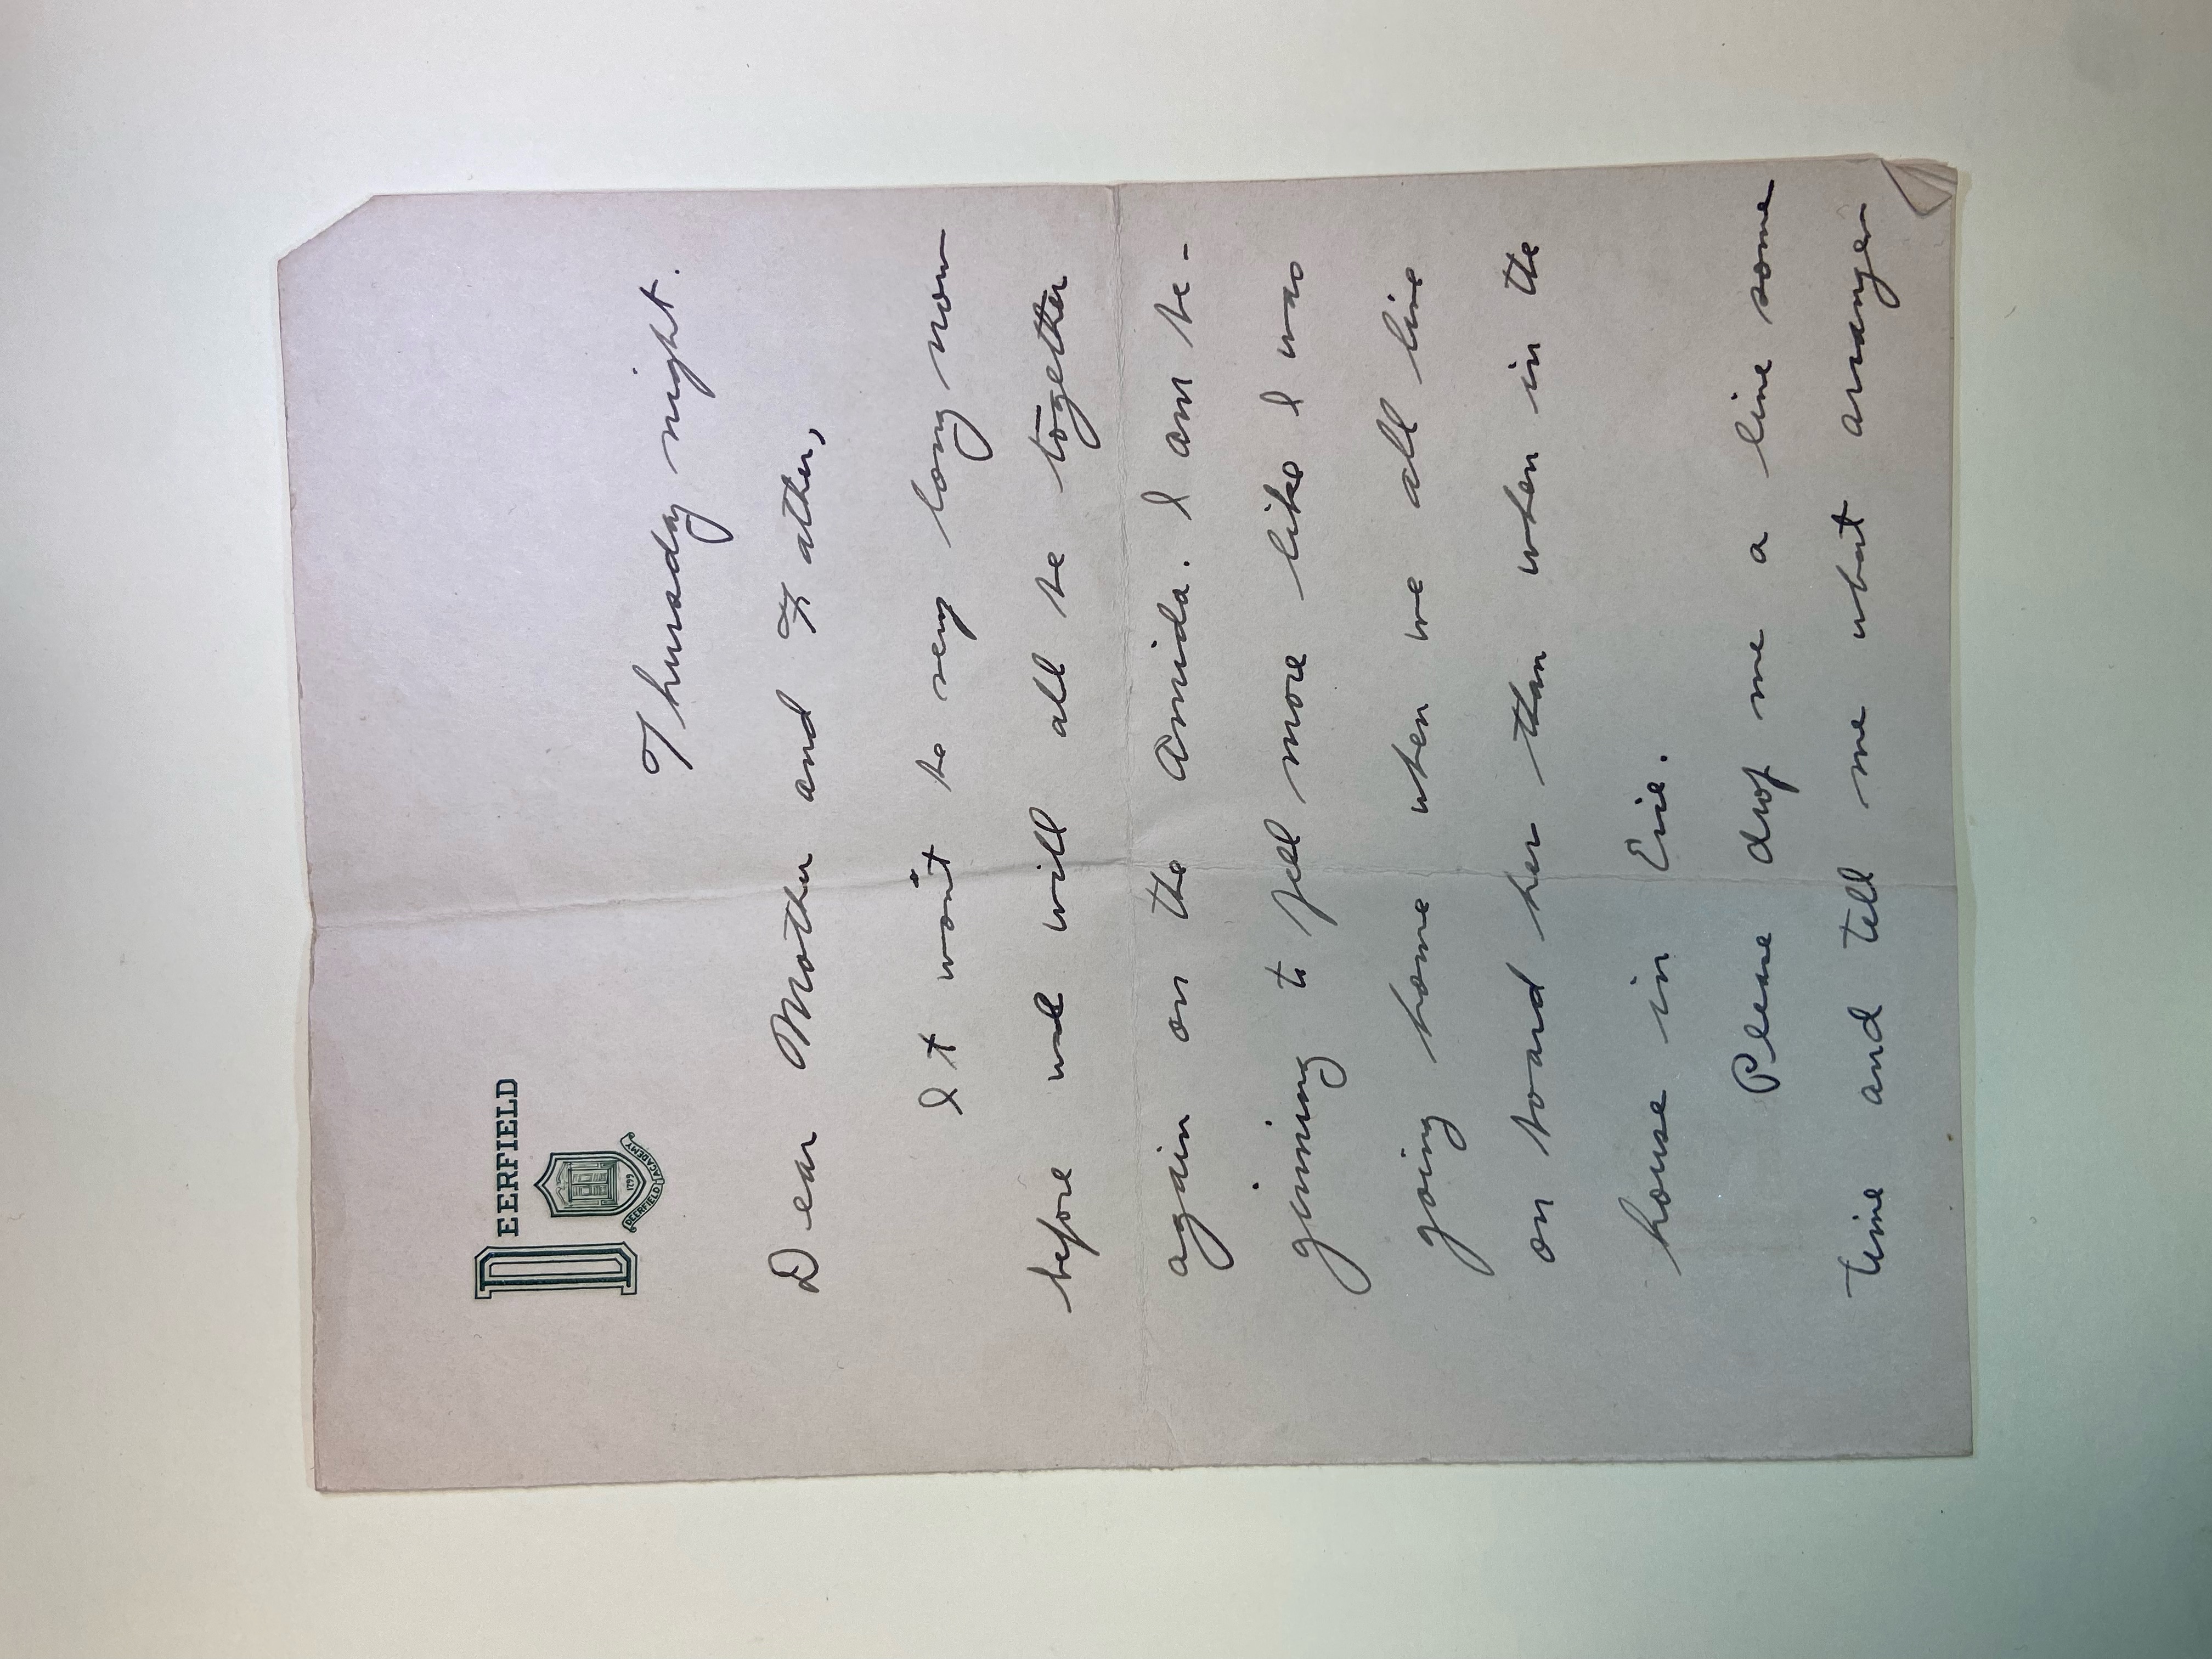 DEERFIELD
1799
DEERFIELD ACADEMY
Thursday night.
Dear Mother and Father,
It won't be very long now
before we will all be together
again on the Amida. I am be-
ginning to fell more like I was
going home when we all live
on board her than when in the
house in Erie.
Please drop me a line some
time and tell me what arrangen